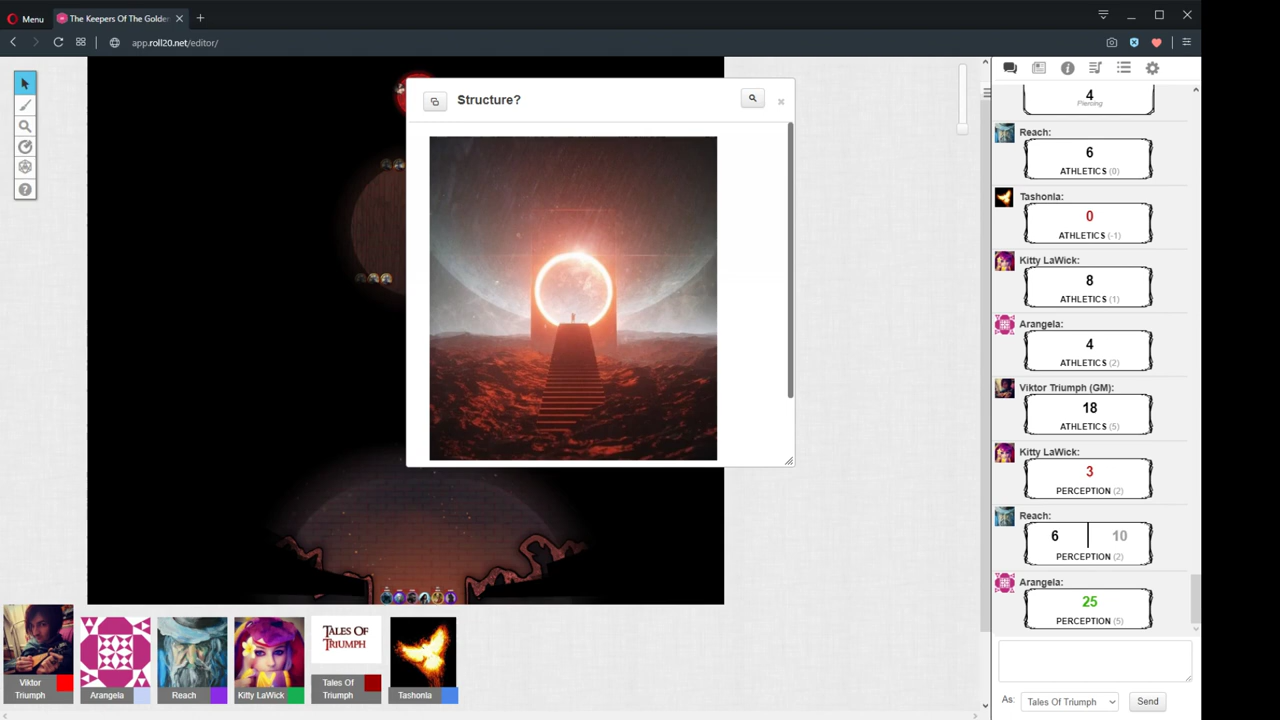 Menu
The Keepers Of The Golden
app.roll20.net/editor/
Structure?
4
Piercing
Reach:
6
ATHLETICS (0)
Tashonia:
0
ATHLETICS (-1)
Kitty LaWick:
8
ATHLETICS (1)
Arangela:
4
ATHLETICS (2)
Viktor Triumph (GM):
18
ATHLETICS (5)
Kitty LaWick:
3
PERCEPTION (2)
Reach:
6 10
PERCEPTION (2)
Arangela:
25
PERCEPTION (5)
As: Tales Of Triumph Send
TALES OF
TRIUMPH
Viktor
Triumph
Arangela
Reach
Kitty LaWick
Tales Of
Triumph
Tashonia